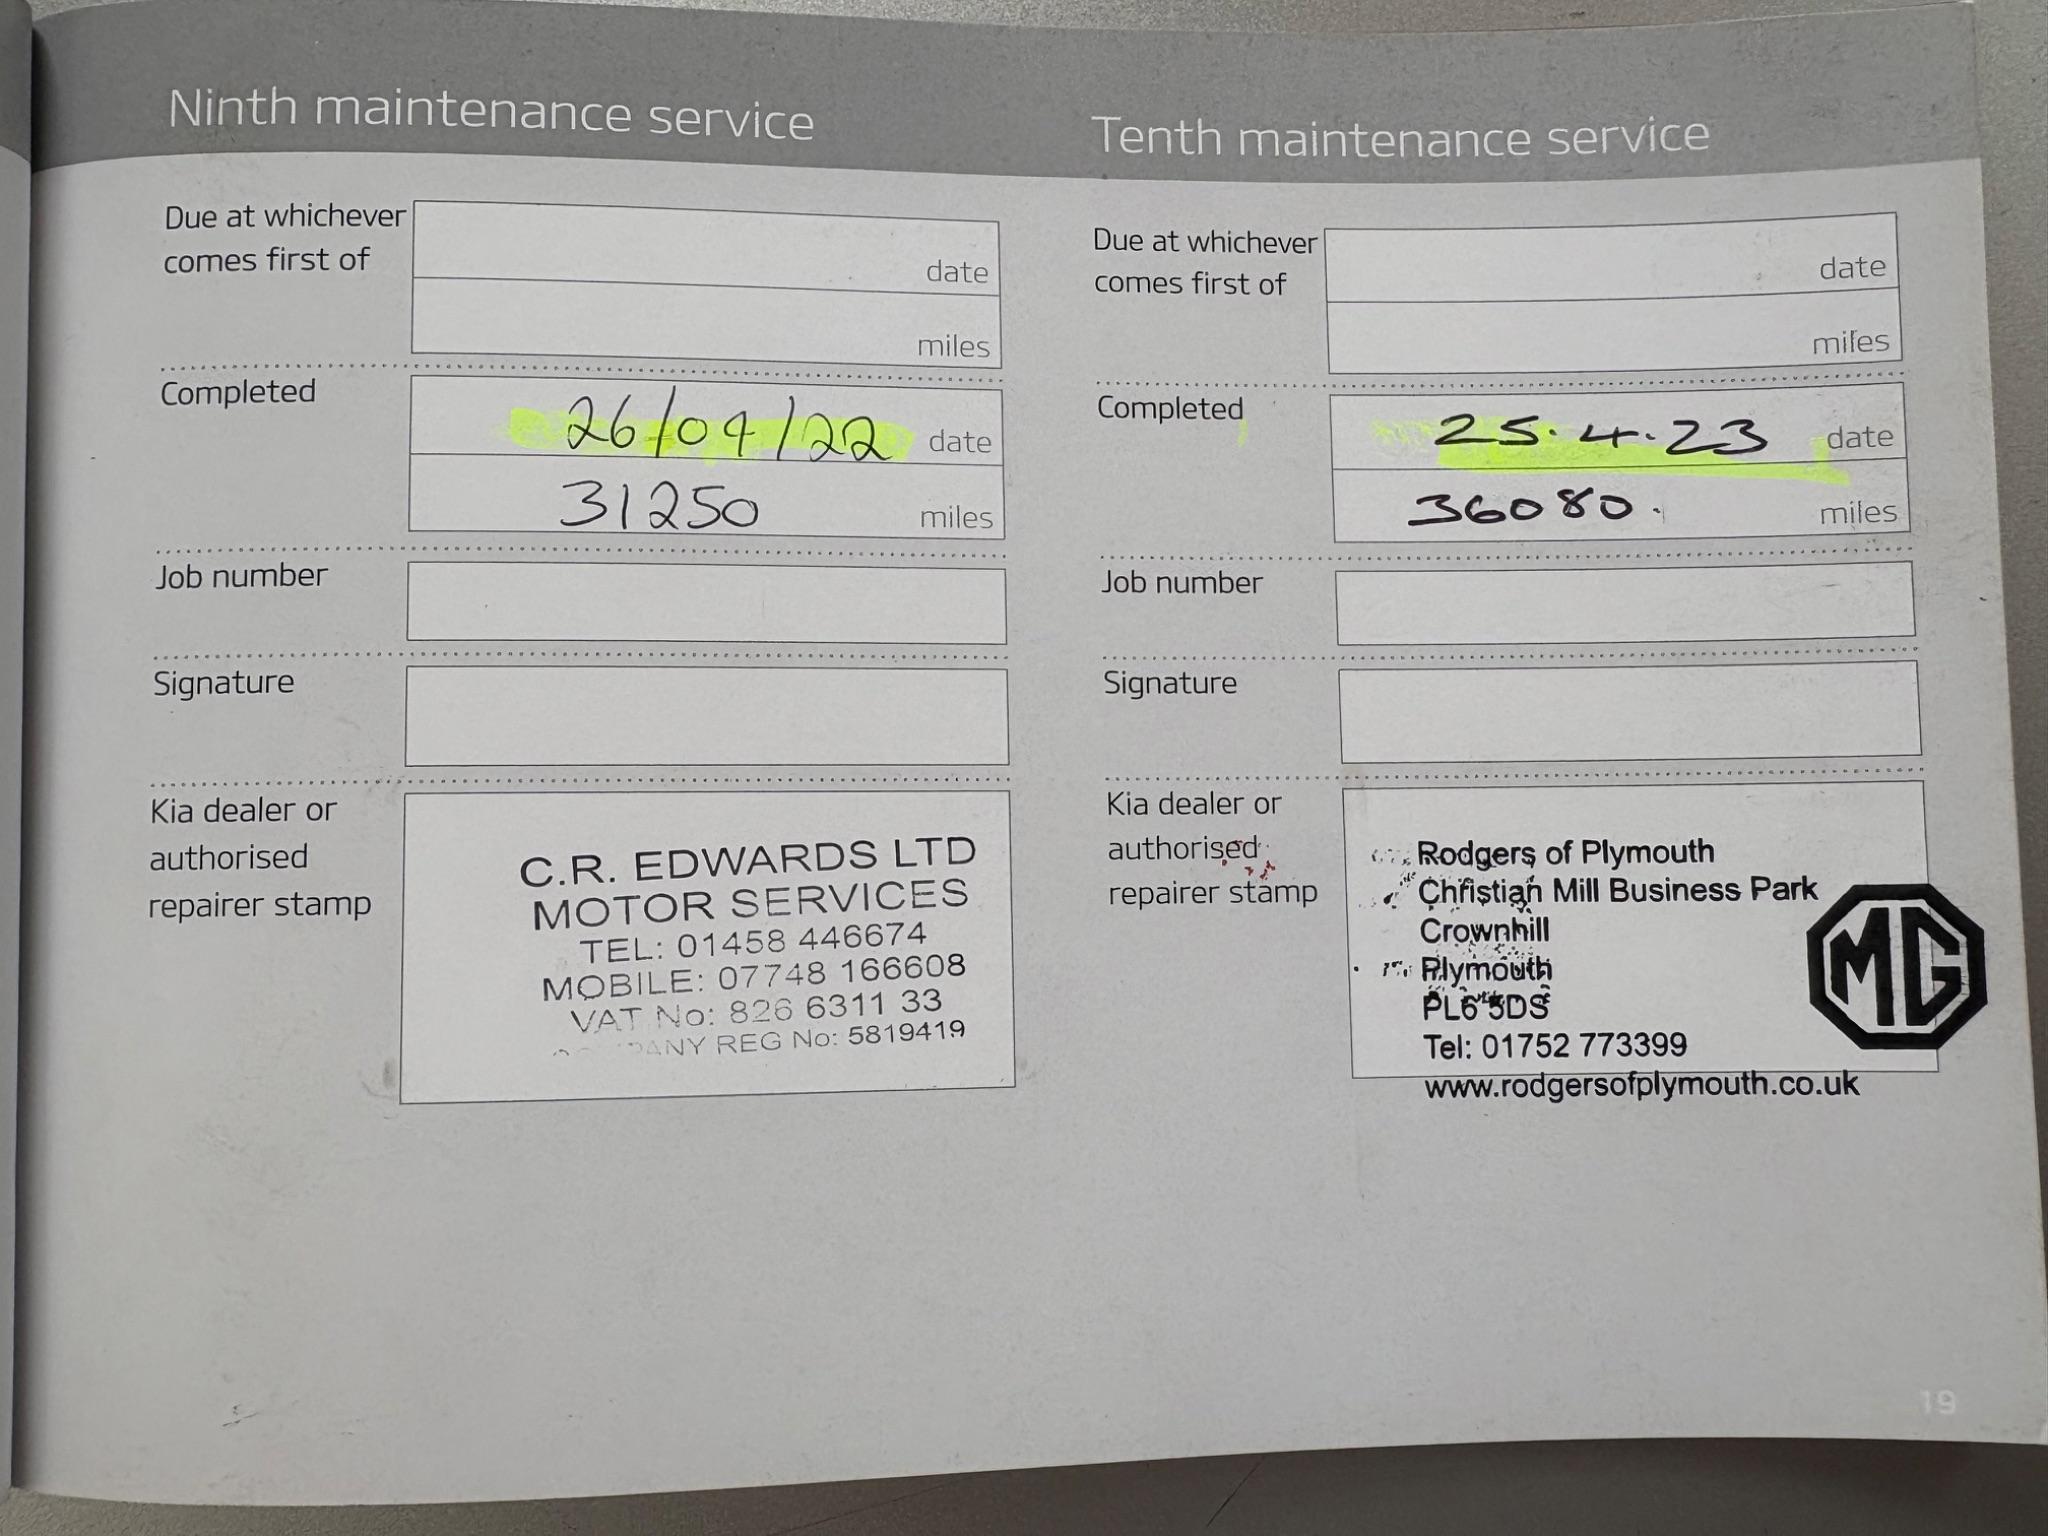 Ninth maintenance service
Due at whichever
comes first of
date
miles
Completed
26/04/22 date
31250 miles
Job number
Signature
Kia dealer or
authorised
repairer stamp
C.R. EDWARDS LTD
MOTOR SERVICES
TEL: 01458 446674
MOBILE: 07748 166608
VAT No: 826 6311 33
REG No: 5819419
Tenth maintenance service
Due at whichever
comes first of
date
miles
Completed
25.4.23 date
36080. miles
Job number
Signature
Kia dealer or
authorised
repairer stamp
Rodgers of Plymouth
Christian Mill Business Park
Crownhill
Plymouth
PL6 5DS
Tel: 01752 773399
www.rodgersofplymouth.co.uk
MG
19